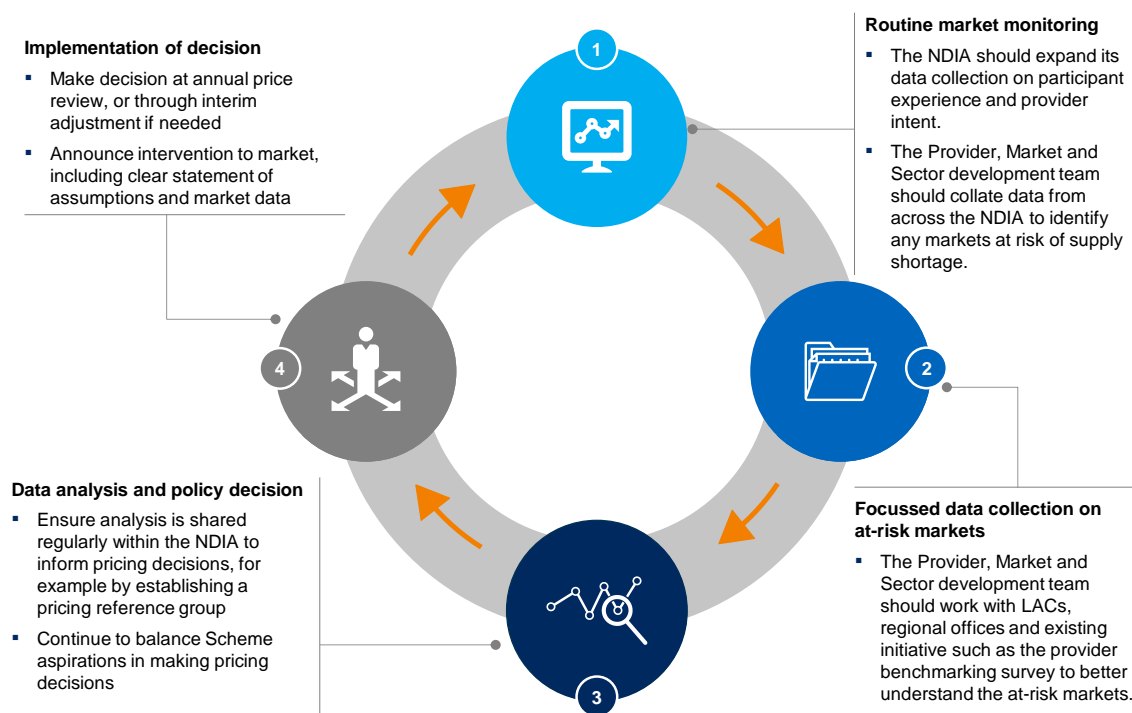 1
Routine market monitoring
▪ The NDIA should expand its
data collection on participant
experience and provider
intent.
▪ The Provider, Market and
Sector development team
should collate data from
across the NDIA to identify
any markets at risk of supply
shortage.
2
Focussed data collection on
at-risk markets
▪ The Provider, Market and
Sector development team
should work with LACs,
regional offices and existing
initiative such as the provider
benchmarking survey to better
understand the at-risk markets.
3
Data analysis and policy decision
▪ Ensure analysis is shared
regularly within the NDIA to
inform pricing decisions, for
example by establishing a
pricing reference group
▪ Continue to balance Scheme
aspirations in making pricing
decisions
4
Implementation of decision
▪ Make decision at annual price
review, or through interim
adjustment if needed
▪ Announce intervention to market,
including clear statement of
assumptions and market data